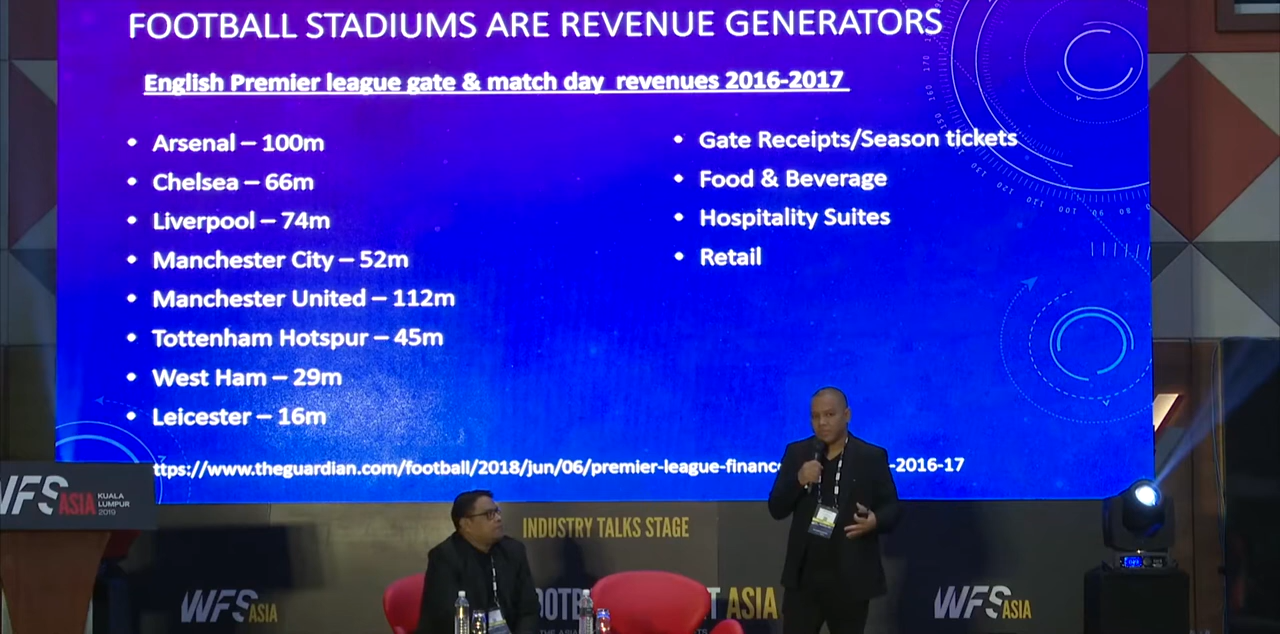 FOOTBALL STADIUMS ARE REVENUE GENERATORS
English Premier league gate & match day revenues 2016-2017
• Arsenal – 100m
• Chelsea – 66m
• Liverpool – 74m
• Manchester City – 52m
• Manchester United – 112m
• Tottenham Hotspur – 45m
• West Ham – 29m
• Leicester – 16m
• Gate Receipts/Season tickets
• Food & Beverage
• Hospitality Suites
• Retail
ttps://www.theguardian.com/football/2018/jun/06/premier-league-financ -2016-17
WFS ASIA KUALA
LUMPUR
2019
INDUSTRY TALKS STAGE
WFS ASIA
OTB T ASIA
WFS ASIA